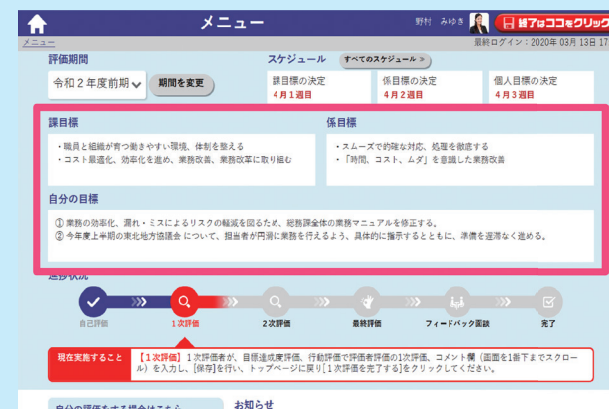 メニュー
野村 みゆき
終了はココをクリック
メニュー
最終ログイン：2020年 03月 13日 17
評価期間
スケジュール
すべてのスケジュール »
令和２年度前期
期間を変更
課目標の決定
4月1週目
係目標の決定
4月2週目
個人目標の決定
4月3週目
課目標
・職員と組織が育つ働きやすい環境、体制を整える
・コスト最適化、効率化を進め、業務改善、業務改革に取り組む
係目標
・スムーズで的確な対応、処理を徹底する
・「時間、コスト、ムダ」を意識した業務改善
自分の目標
① 業務の効率化、漏れ・ミスによるリスクの軽減を図るため、総務課全体の業務マニュアルを修正する。
② 今年度上半期の東北地方協議会 について、担当者が円滑に業務を行えるよう、具体的に指示するとともに、準備を遅滞なく進める。
進捗状況
自己評価
1次評価
2次評価
最終評価
フィードバック面談
完了
現在実施すること
【１次評価】１次評価者が、目標達成度評価、行動評価で評価者評価の1次評価、コメント欄（画面を1番下までスクロー
ル）を入力し、[保存]を行い、トップページに戻り[１次評価を完了する]をクリックしてください。
自分の評価をする場合はこちら
お知らせ